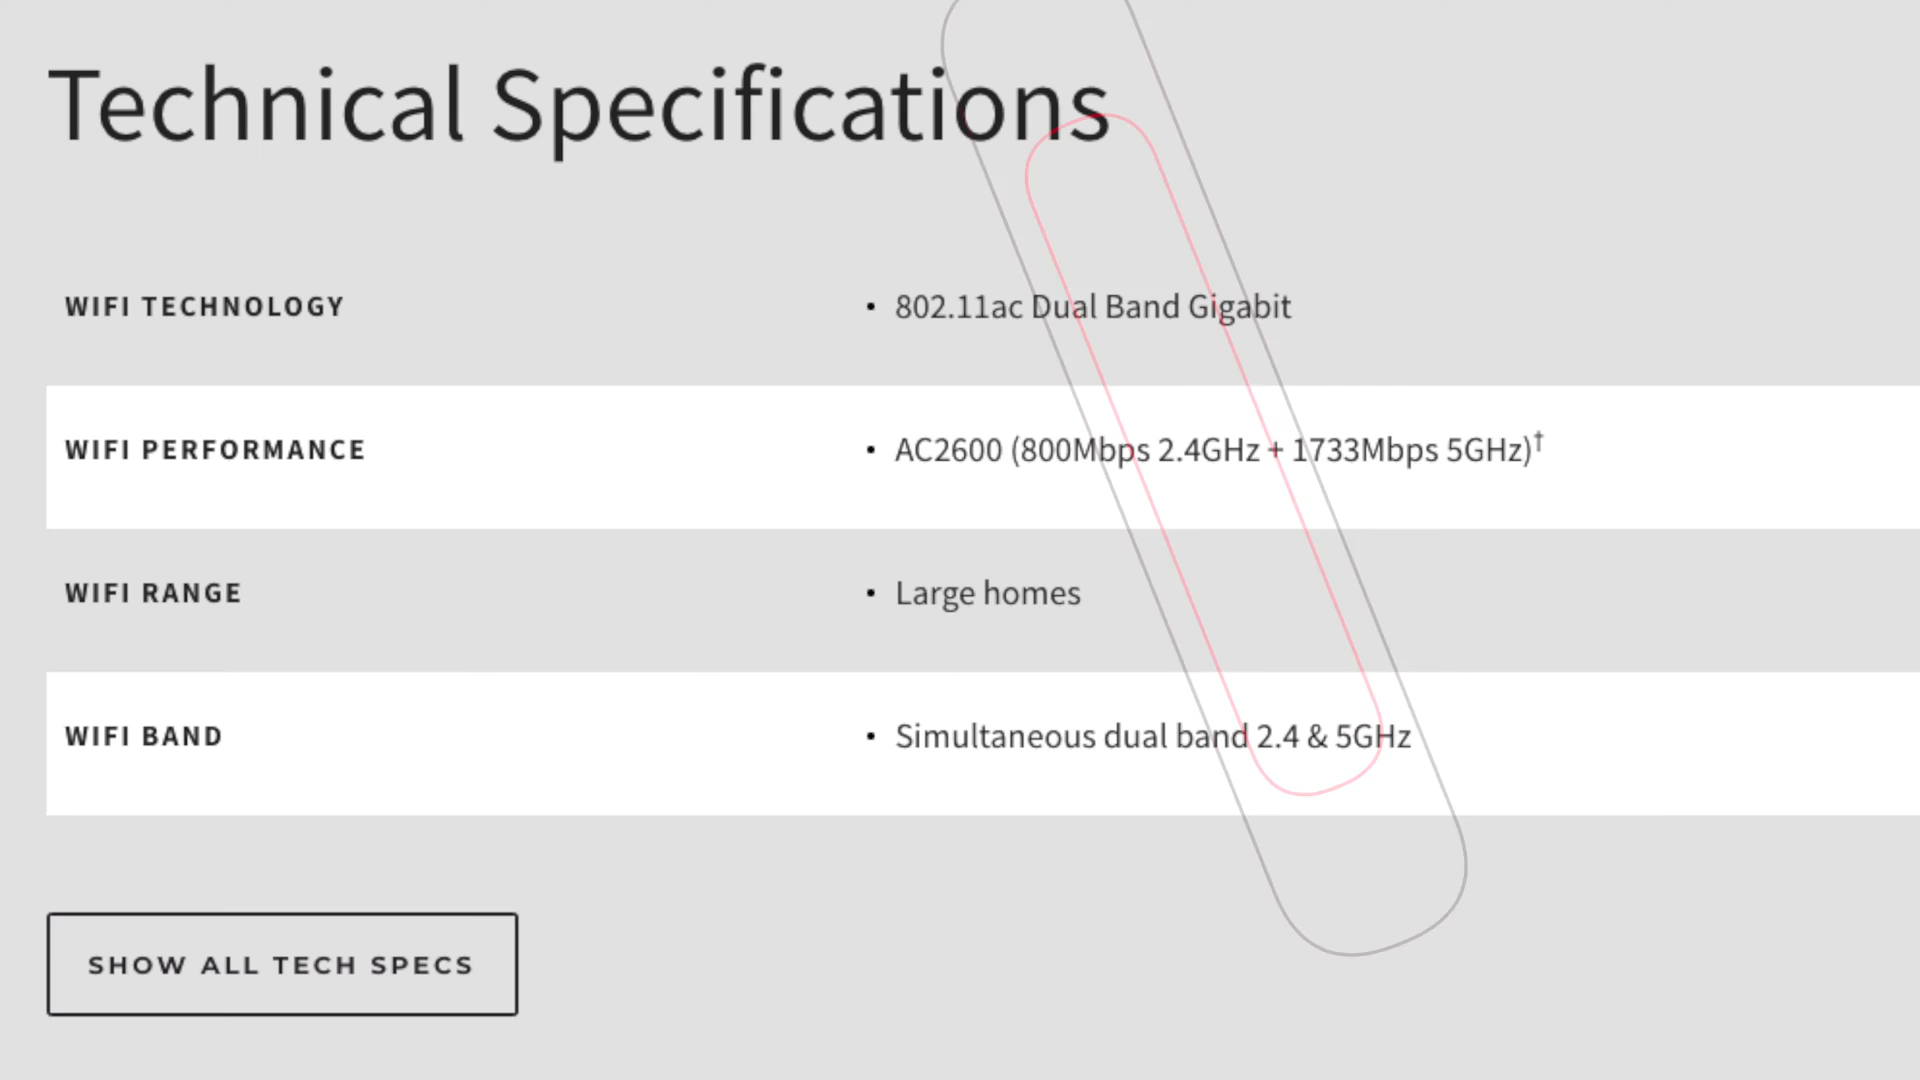 Technical Specifications
WIFI TECHNOLOGY
• 802.11ac Dual Band Gigabit
WIFI PERFORMANCE
• AC2600 (800Mbps 2.4GHz + 1733Mbps 5GHz)†
WIFI RANGE
• Large homes
WIFI BAND
• Simultaneous dual band 2.4 & 5GHz
SHOW ALL TECH SPECS